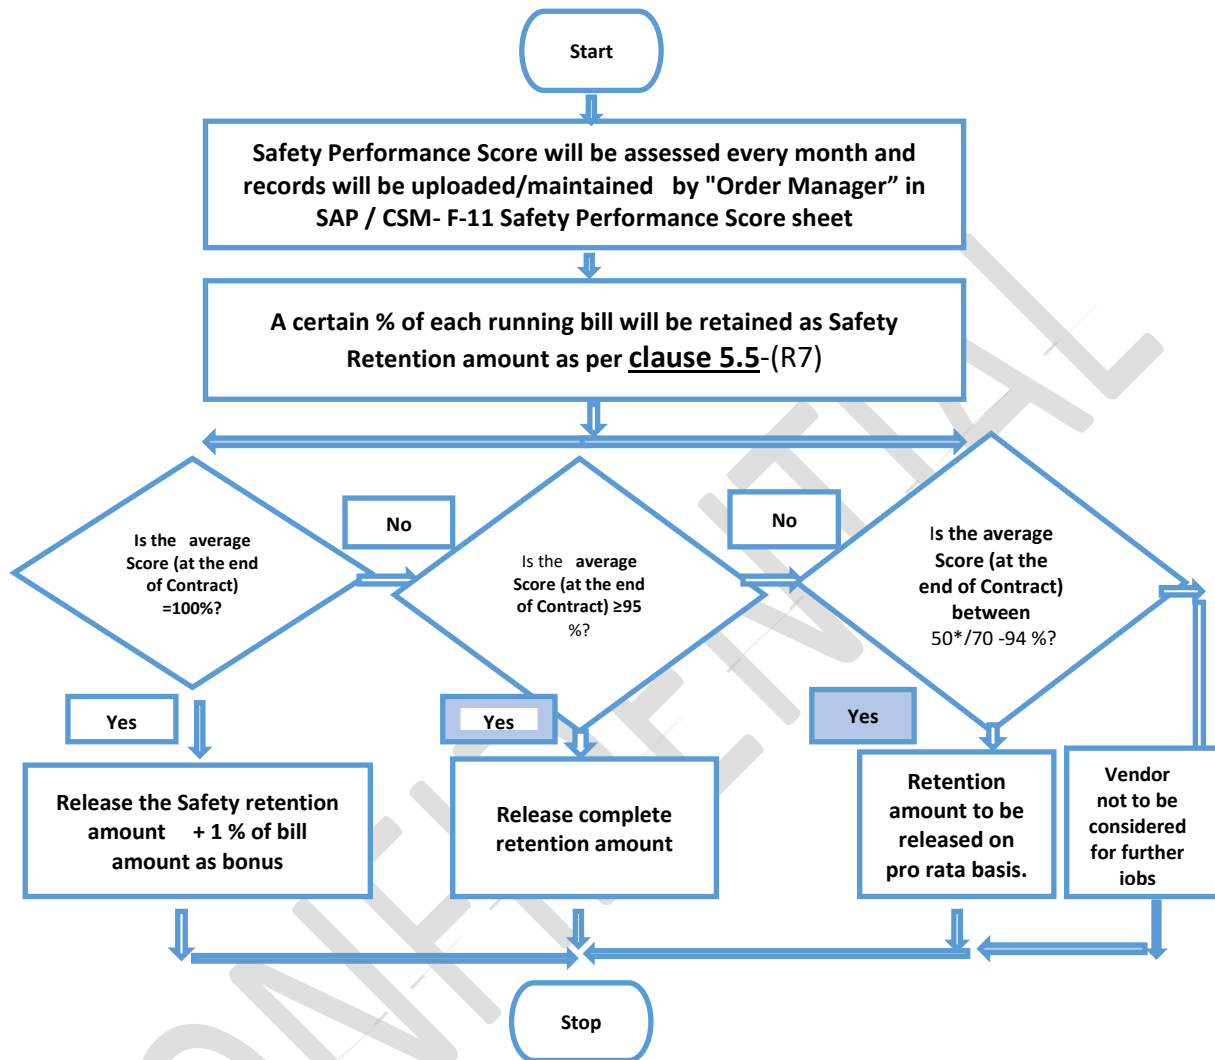 Start
Safety Performance Score will be assessed every month and
records will be uploaded/maintained by "Order Manager” in
SAP / CSM- F-11 Safety Performance Score sheet
A certain % of each running bill will be retained as Safety
Retention amount as per clause 5.5-(R7)
Is the average
Score (at the end
of Contract)
=100%?
No
Is the average
Score (at the end
of Contract) ≥95
%?
No
Is the average
Score (at the
end of Contract)
between
50*/70 -94 %?
Yes
Yes
Yes
Release the Safety retention
amount + 1 % of bill
amount as bonus
Release complete
retention amount
Retention
amount to be
released on
pro rata basis.
Vendor
not to be
considered
for further
jobs
Stop
CONFIDENTIAL